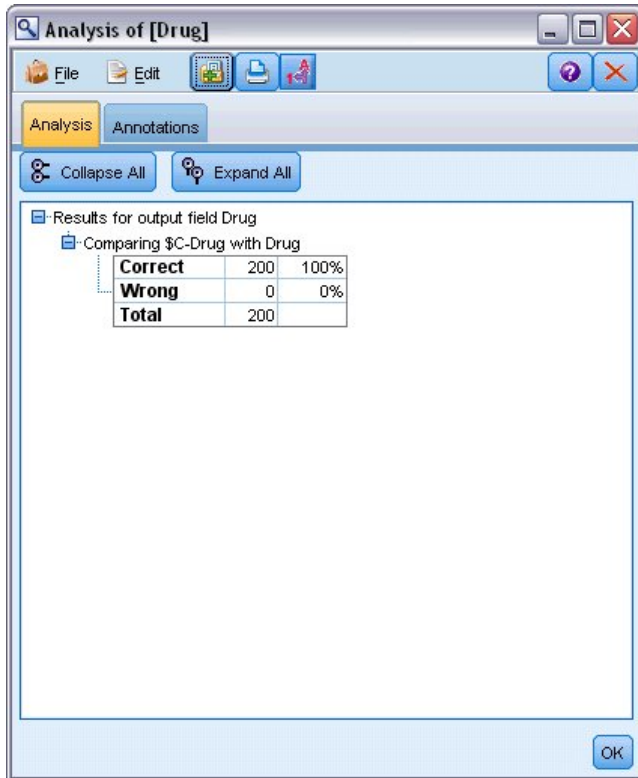 Analysis of [Drug]
File Edit
Analysis Annotations
Collapse All Expand All
Results for output field Drug
Comparing $C-Drug with Drug
Correct 200 100%
Wrong 0 0%
Total 200
OK